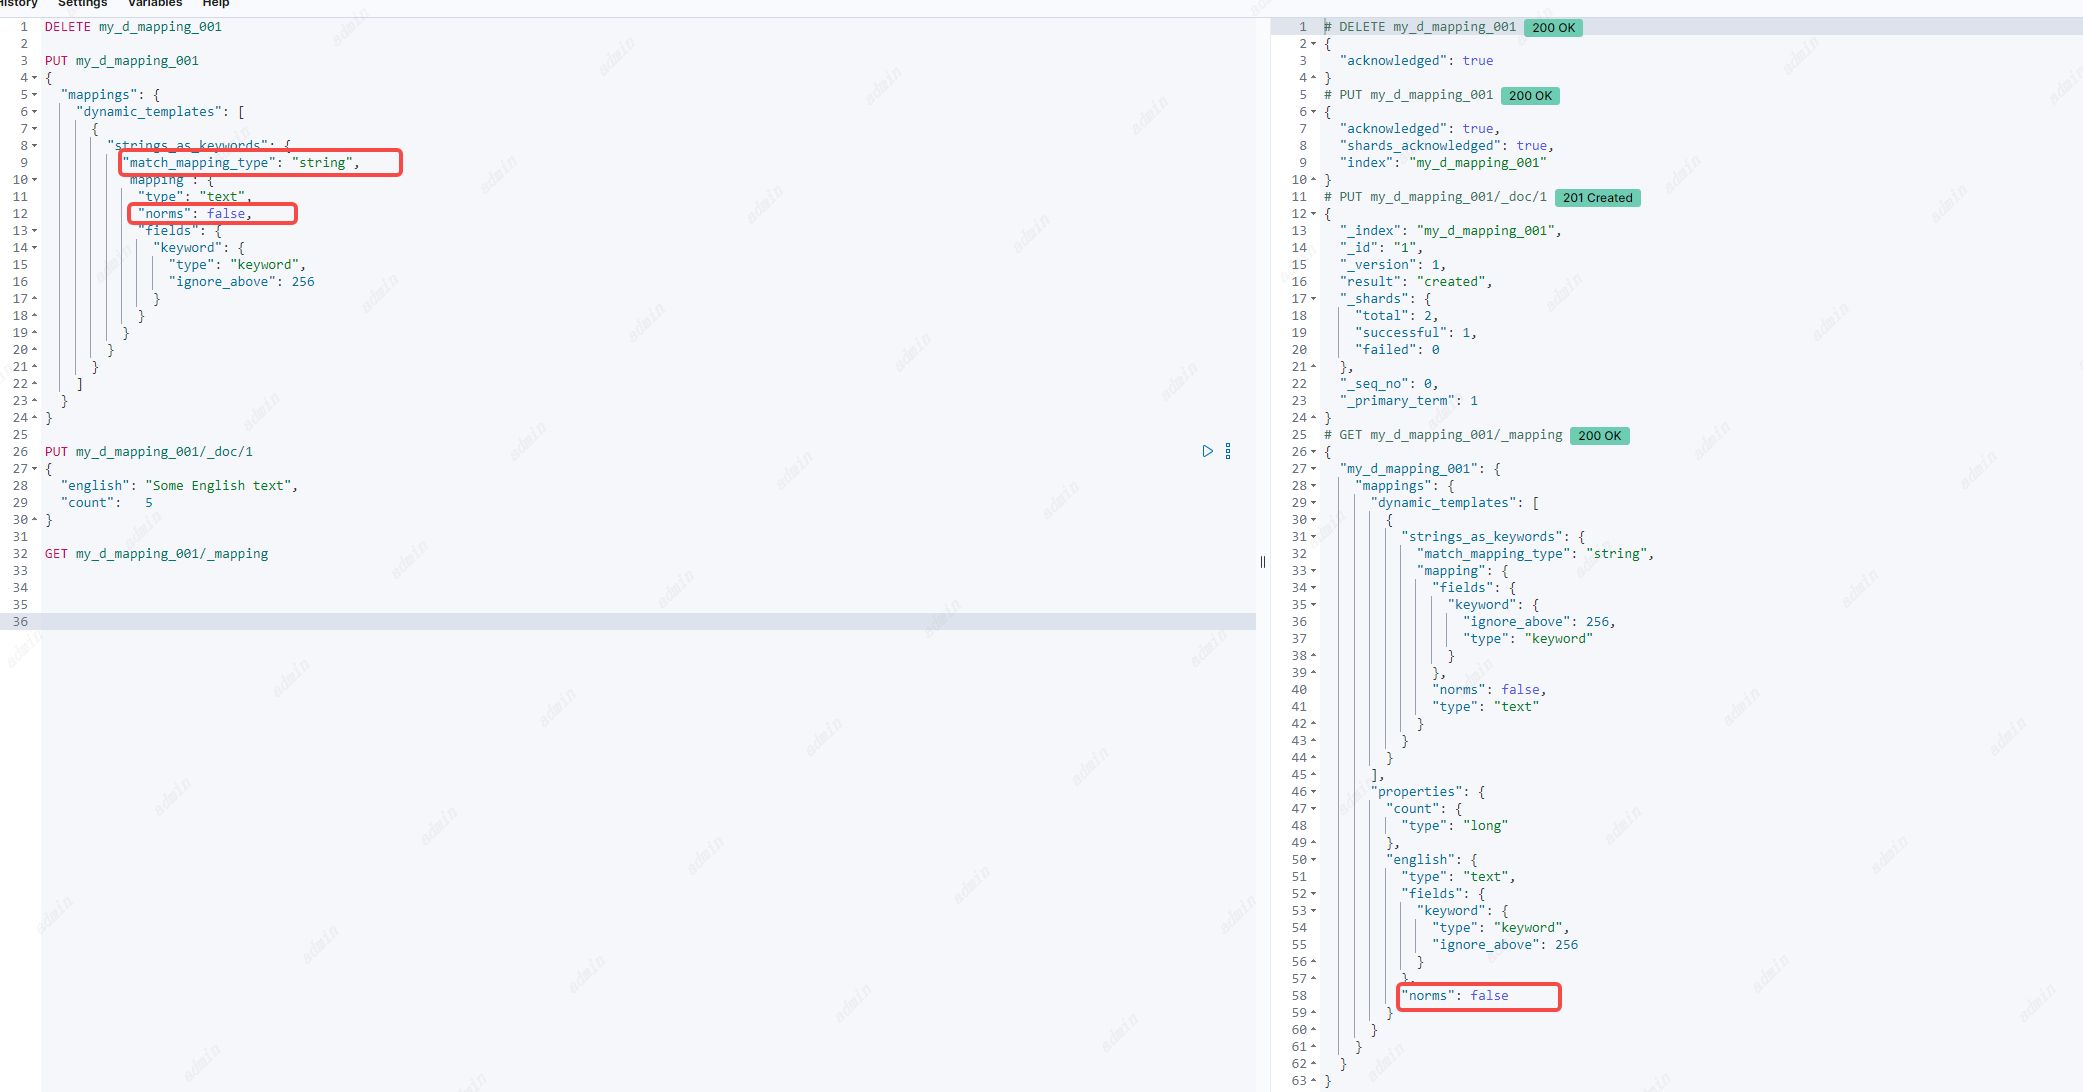 History Settings Variables Help
1 DELETE my_d_mapping_001
2
3 PUT my_d_mapping_001
4 {
5 "mappings": {
6 "dynamic_templates": [
7 {
8 "strings_as_keywords": {
9 "match_mapping_type": "string",
10 "mapping": {
11 "type": "text",
12 "norms": false,
13 "fields": {
14 "keyword": {
15 "type": "keyword",
16 "ignore_above": 256
17 }
18 }
19 }
20 }
21 }
22 ]
23 }
24 }
25
26 PUT my_d_mapping_001/_doc/1
27 {
28 "english": "Some English text",
29 "count": 5
30 }
31
32 GET my_d_mapping_001/_mapping
33
34
35
36
1 # DELETE my_d_mapping_001 200 OK
2 {
3 "acknowledged": true
4 }
5 # PUT my_d_mapping_001 200 OK
6 {
7 "acknowledged": true,
8 "shards_acknowledged": true,
9 "index": "my_d_mapping_001"
10 }
11 # PUT my_d_mapping_001/_doc/1 201 Created
12 {
13 "_index": "my_d_mapping_001",
14 "_id": "1",
15 "_version": 1,
16 "result": "created",
17 "_shards": {
18 "total": 2,
19 "successful": 1,
20 "failed": 0
21 },
22 "_seq_no": 0,
23 "_primary_term": 1
24 }
25 # GET my_d_mapping_001/_mapping 200 OK
26 {
27 "my_d_mapping_001": {
28 "mappings": {
29 "dynamic_templates": [
30 {
31 "strings_as_keywords": {
32 "match_mapping_type": "string",
33 "mapping": {
34 "fields": {
35 "keyword": {
36 "ignore_above": 256,
37 "type": "keyword"
38 }
39 },
40 "norms": false,
41 "type": "text"
42 }
43 }
44 }
45 ],
46 "properties": {
47 "count": {
48 "type": "long"
49 },
50 "english": {
51 "type": "text",
52 "fields": {
53 "keyword": {
54 "type": "keyword",
55 "ignore_above": 256
56 }
57 },
58 "norms": false
59 }
60 }
61 }
62 }
63 }
admin